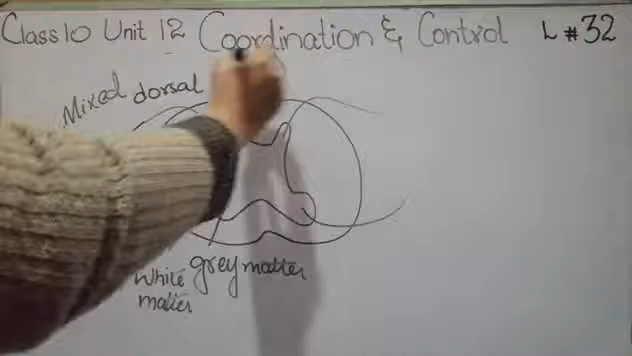 Class 10 Unit 12 Coordination & Control L #32
Mixed dorsal
White grey matter
matter